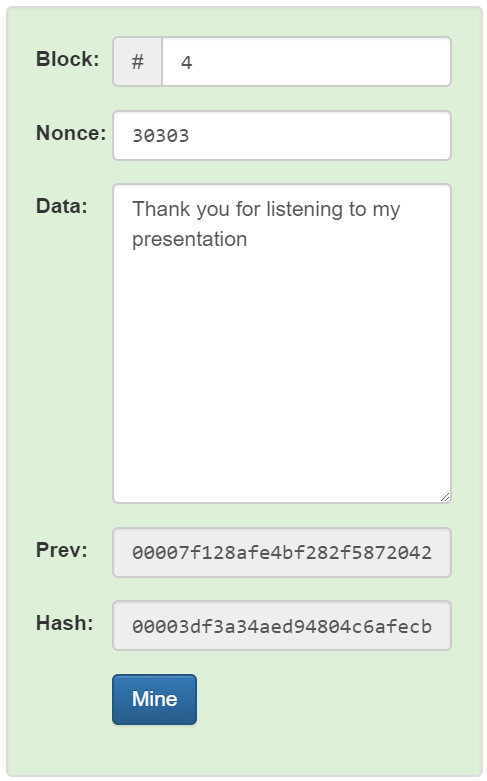 Block: # 4
Nonce: 30303
Data: Thank you for listening to my
presentation
Prev: 00007f128afe4bf282f5872042
Hash: 00003df3a34aed94804c6afecb
Mine